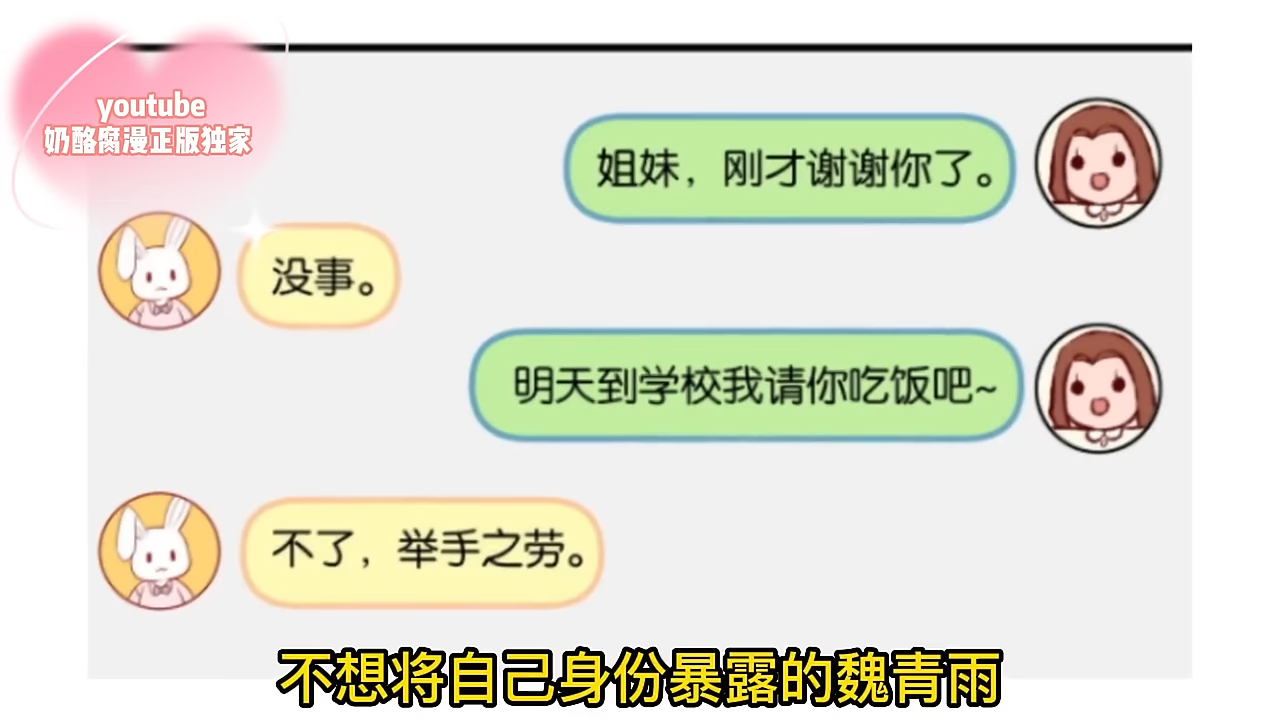 youtube
奶酪腐漫正版独家
姐妹，刚才谢谢你了。
没事。
明天到学校我请你吃饭吧~
不了，举手之劳。
不想将自己身份暴露的魏青雨